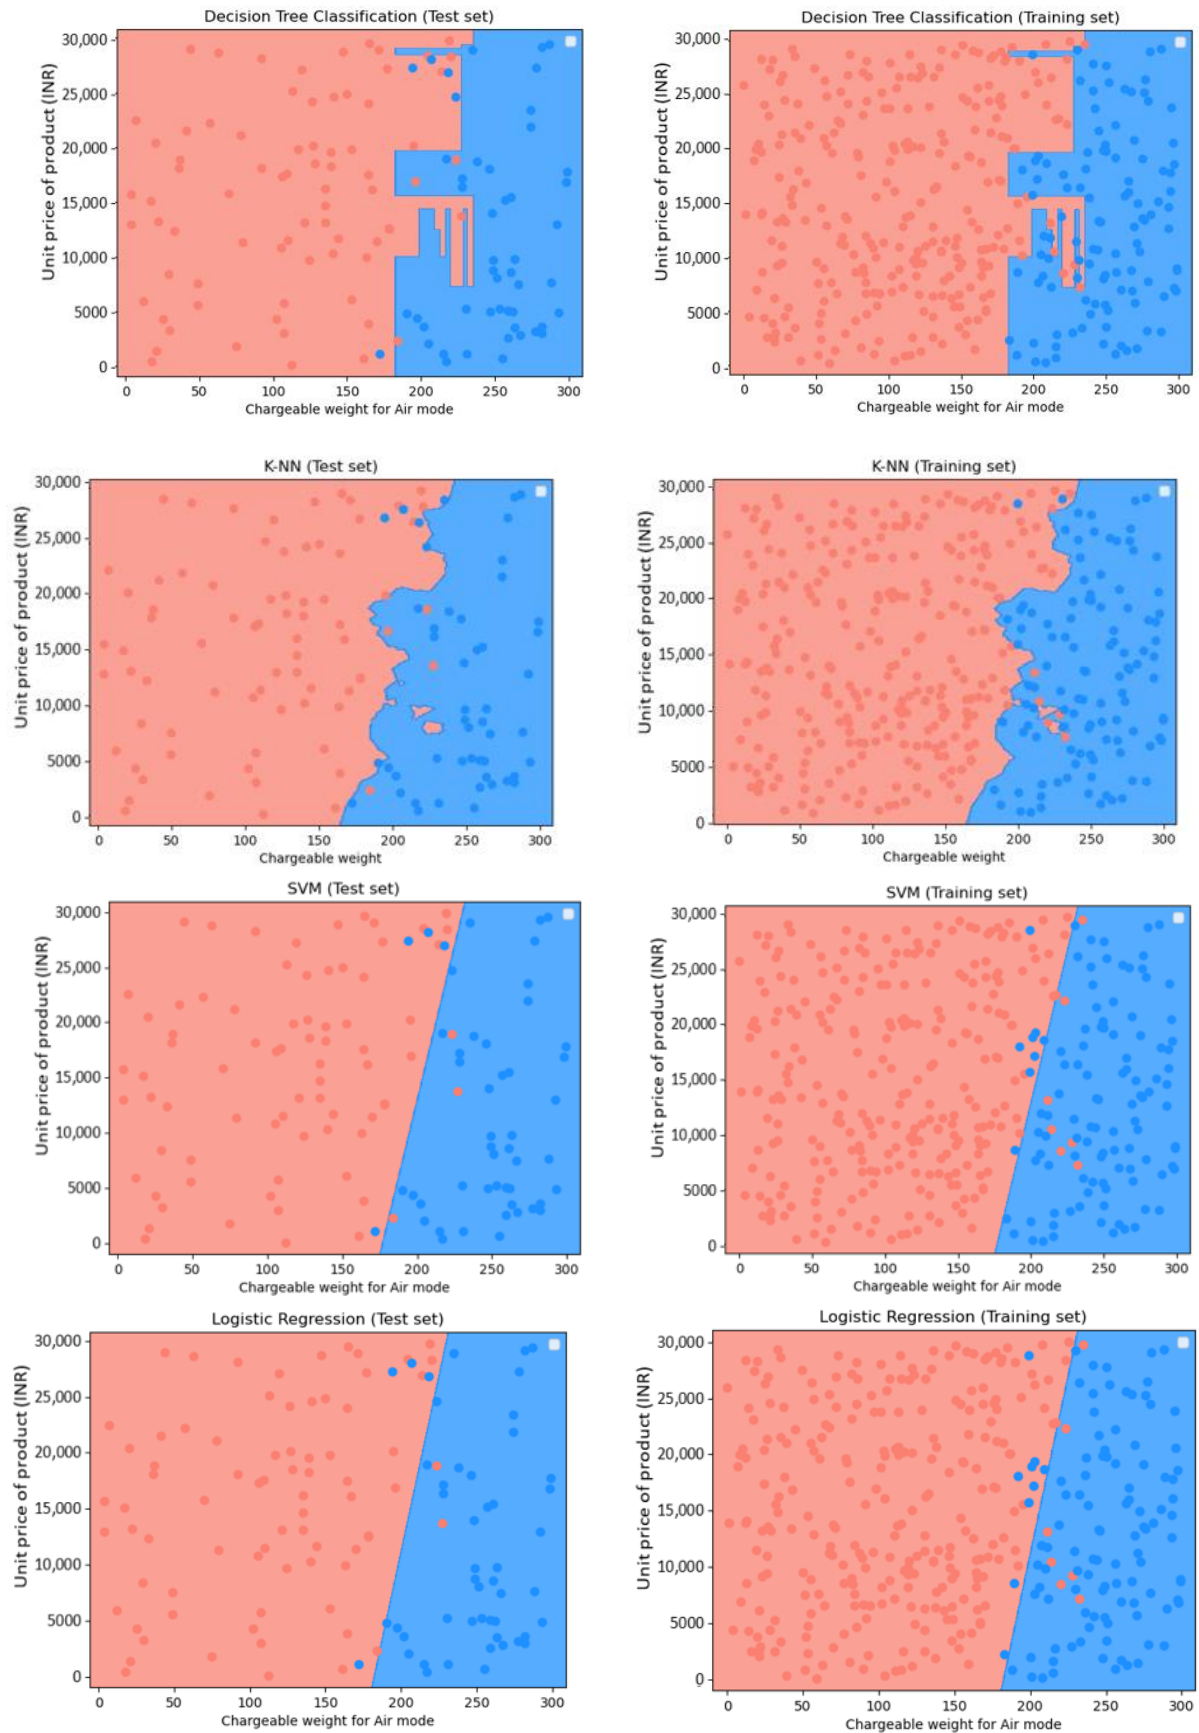 Decision Tree Classification (Test set)
Unit price of product (INR)
30,000
25,000
20,000
15,000
10,000
5000
0
0 50 100 150 200 250 300
Chargeable weight for Air mode
Decision Tree Classification (Training set)
Unit price of product (INR)
30,000
25,000
20,000
15,000
10,000
5000
0
0 50 100 150 200 250 300
Chargeable weight for Air mode
K-NN (Test set)
Unit price of product (INR)
30,000
25,000
20,000
15,000
10,000
5000
0
0 50 100 150 200 250 300
Chargeable weight
K-NN (Training set)
Unit price of product (INR)
30,000
25,000
20,000
15,000
10,000
5000
0
0 50 100 150 200 250 300
Chargeable weight
SVM (Test set)
Unit price of product (INR)
30,000
25,000
20,000
15,000
10,000
5000
0
0 50 100 150 200 250 300
Chargeable weight for Air mode
SVM (Training set)
Unit price of product (INR)
30,000
25,000
20,000
15,000
10,000
5000
0
0 50 100 150 200 250 300
Chargeable weight for Air mode
Logistic Regression (Test set)
Unit price of product (INR)
30,000
25,000
20,000
15,000
10,000
5000
0
0 50 100 150 200 250 300
Chargeable weight for Air mode
Logistic Regression (Training set)
Unit price of product (INR)
30,000
25,000
20,000
15,000
10,000
5000
0
0 50 100 150 200 250 300
Chargeable weight for Air mode